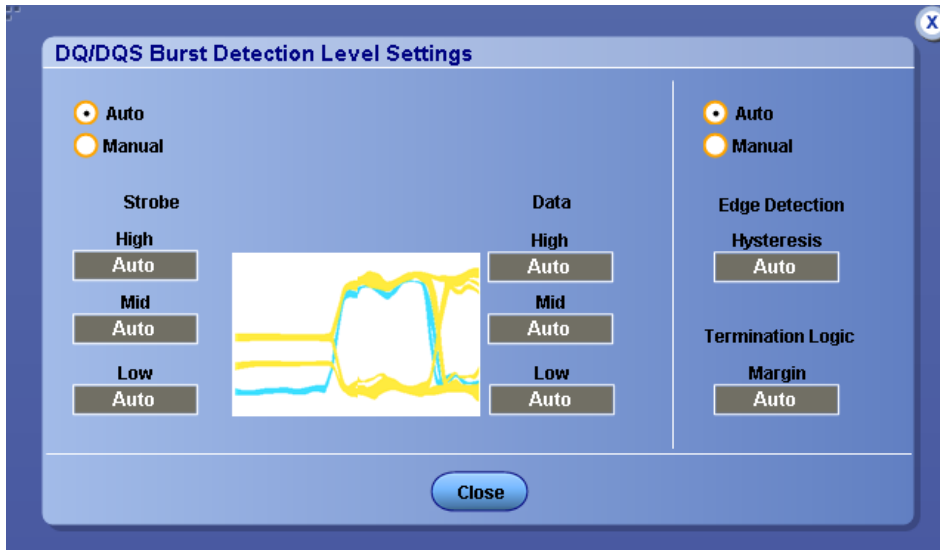 X
DQ/DQS Burst Detection Level Settings
Auto
Manual
Strobe
High
Auto
Mid
Auto
Low
Auto
Data
High
Auto
Mid
Auto
Low
Auto
Auto
Manual
Edge Detection
Hysteresis
Auto
Termination Logic
Margin
Auto
Close